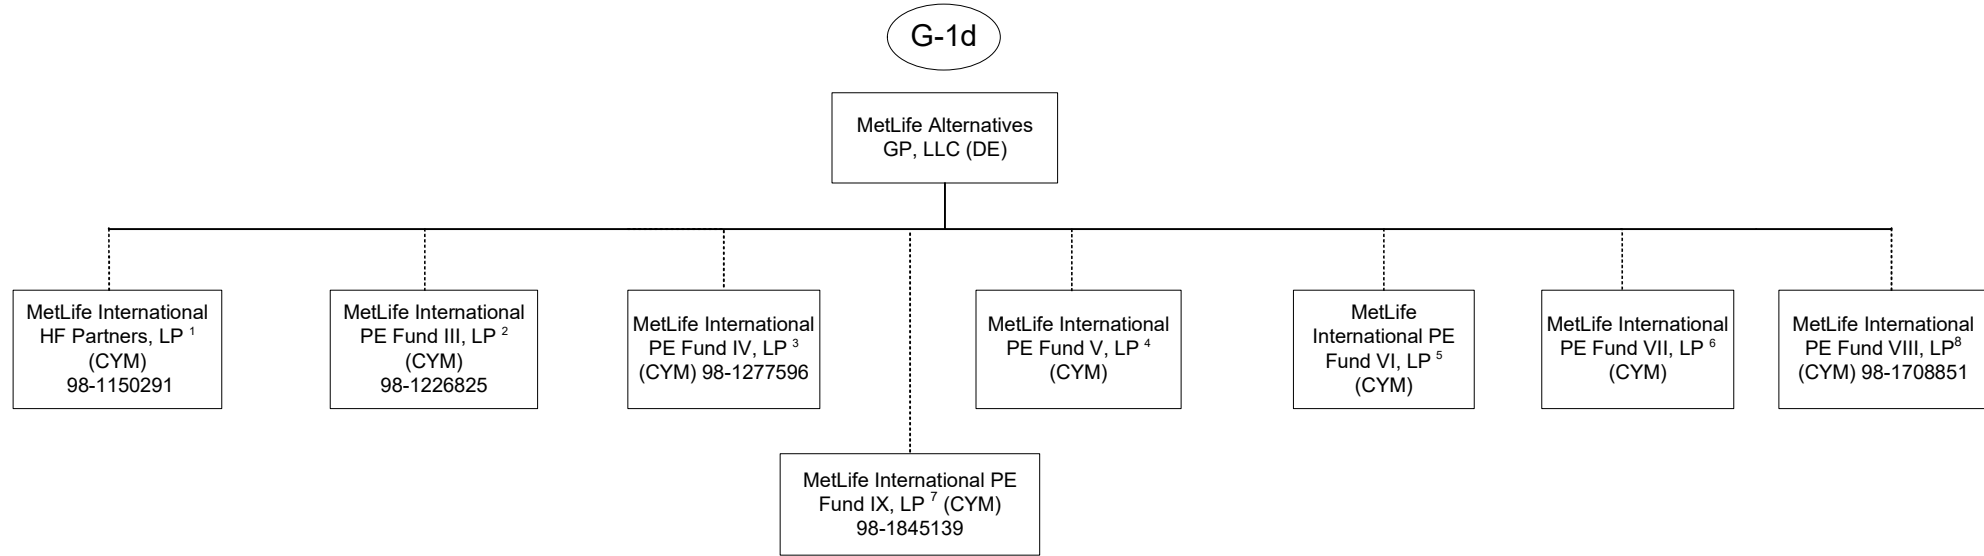 G-1d
MetLife Alternatives
GP, LLC (DE)
MetLife International
HF Partners, LP 1
(CYM)
98-1150291
MetLife International
PE Fund III, LP 2
(CYM)
98-1226825
MetLife International
PE Fund IV, LP 3
(CYM) 98-1277596
MetLife International
PE Fund V, LP 4
(CYM)
MetLife
International PE
Fund VI, LP 5
(CYM)
MetLife International
PE Fund VII, LP 6
(CYM)
MetLife International
PE Fund VIII, LP8
(CYM) 98-1708851
MetLife International PE
Fund IX, LP 7 (CYM)
98-1845139